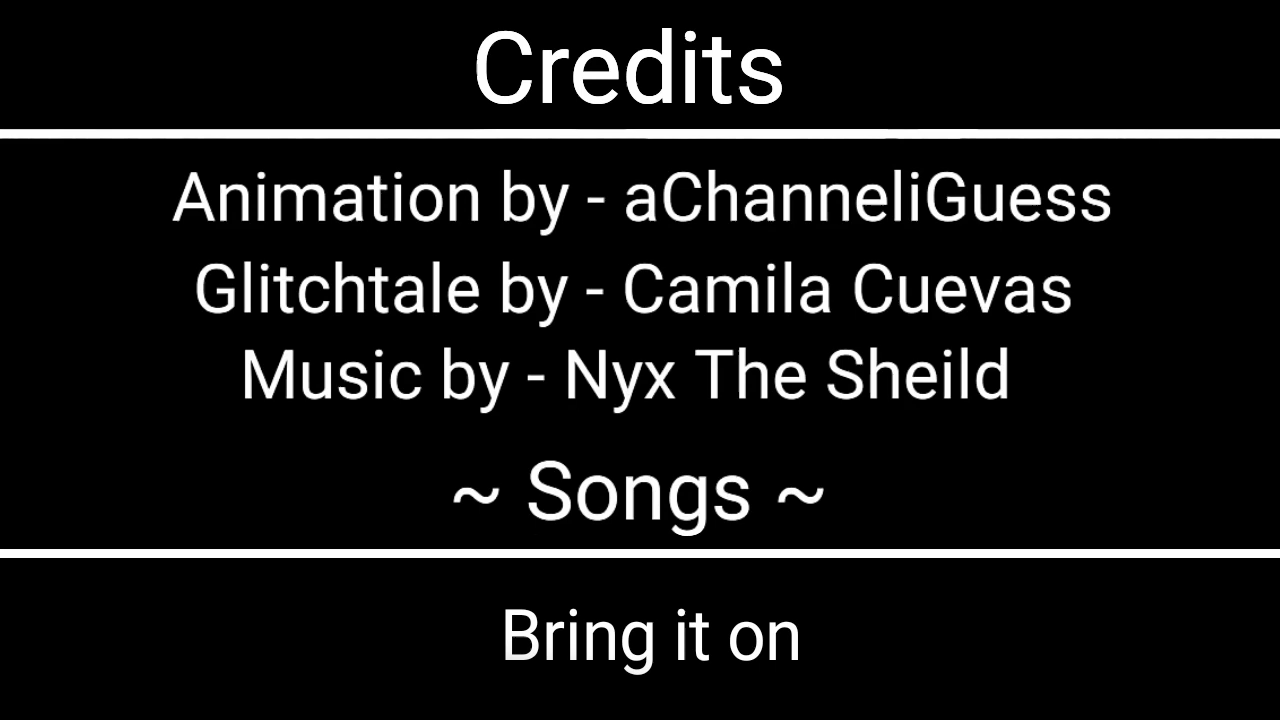 Credits
Animation by - aChanneliGuess
Glitchtale by - Camila Cuevas
Music by - Nyx The Sheild
~ Songs ~
Bring it on